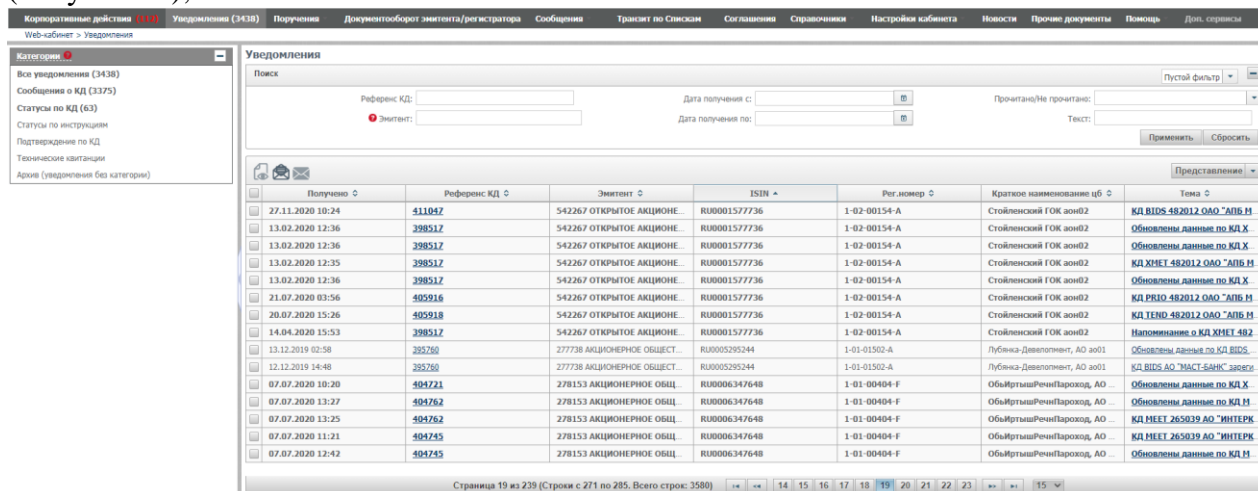 Корпоративные действия
Уведомления (3438)
Поручения
Документооборот эмитента/регистратора
Сообщения
Транзит по Спискам
Соглашения
Справочники
Настройки кабинета
Новости
Прочие документы
Помощь
Доп. сервисы
Web-кабинет > Уведомления
Категории
Все уведомления (3438)
Сообщения о КД (3375)
Статусы по КД (63)
Статусы по инструкциям
Подтверждение по КД
Технические квитанции
Архив (уведомления без категории)
Уведомления
Поиск
Пустой фильтр
Референс КД:
Дата получения с:
Прочитано/Не прочитано:
Эмитент:
Дата получения по:
Текст:
Применить Сбросить
Представление
Получено Референс КД Эмитент ISIN Рег.номер Краткое наименование цб Тема
27.11.2020 10:24 411047 542267 ОТКРЫТОЕ АКЦИОНЕ... RU0001577736 1-02-00154-A Стойленский ГОК аон02 КД BIDS 482012 ОАО "АПБ М...
13.02.2020 12:36 398517 542267 ОТКРЫТОЕ АКЦИОНЕ... RU0001577736 1-02-00154-A Стойленский ГОК аон02 Обновлены данные по КД X...
13.02.2020 12:36 398517 542267 ОТКРЫТОЕ АКЦИОНЕ... RU0001577736 1-02-00154-A Стойленский ГОК аон02 Обновлены данные по КД X...
13.02.2020 12:35 398517 542267 ОТКРЫТОЕ АКЦИОНЕ... RU0001577736 1-02-00154-A Стойленский ГОК аон02 КД XMET 482012 ОАО "АПБ М...
13.02.2020 12:36 398517 542267 ОТКРЫТОЕ АКЦИОНЕ... RU0001577736 1-02-00154-A Стойленский ГОК аон02 Обновлены данные по КД X...
21.07.2020 03:56 405916 542267 ОТКРЫТОЕ АКЦИОНЕ... RU0001577736 1-02-00154-A Стойленский ГОК аон02 КД PRIO 482012 ОАО "АПБ М...
20.07.2020 15:26 405918 542267 ОТКРЫТОЕ АКЦИОНЕ... RU0001577736 1-02-00154-A Стойленский ГОК аон02 КД TEND 482012 ОАО "АПБ М...
14.04.2020 15:53 398517 542267 ОТКРЫТОЕ АКЦИОНЕ... RU0001577736 1-02-00154-A Стойленский ГОК аон02 Напоминание о КД XMET 482...
13.12.2019 02:58 395760 277738 АКЦИОНЕРНОЕ ОБЩЕСТ... RU0005295244 1-01-01502-A Лубянка-Девелопмент, АО ао01 Обновлены данные по КД BIDS ...
12.12.2019 14:48 395760 277738 АКЦИОНЕРНОЕ ОБЩЕСТ... RU0005295244 1-01-01502-A Лубянка-Девелопмент, АО ао01 КД BIDS АО "МАСТ-БАНК" зареги...
07.07.2020 10:20 404721 278153 АКЦИОНЕРНОЕ ОБЩ... RU0006347648 1-01-00404-F ОбьИртышРечнПароход, АО ... Обновлены данные по КД X...
07.07.2020 13:27 404762 278153 АКЦИОНЕРНОЕ ОБЩ... RU0006347648 1-01-00404-F ОбьИртышРечнПароход, АО ... Обновлены данные по КД M...
07.07.2020 13:25 404762 278153 АКЦИОНЕРНОЕ ОБЩ... RU0006347648 1-01-00404-F ОбьИртышРечнПароход, АО ... КД MEET 265039 АО "ИНТЕРК...
07.07.2020 11:21 404745 278153 АКЦИОНЕРНОЕ ОБЩ... RU0006347648 1-01-00404-F ОбьИртышРечнПароход, АО ... КД MEET 265039 АО "ИНТЕРК...
07.07.2020 12:42 404745 278153 АКЦИОНЕРНОЕ ОБЩ... RU0006347648 1-01-00404-F ОбьИртышРечнПароход, АО ... Обновлены данные по КД M...
Страница 19 из 239 (Строки с 271 по 285. Всего строк: 3580) 14 15 16 17 18 19 20 21 22 23 15